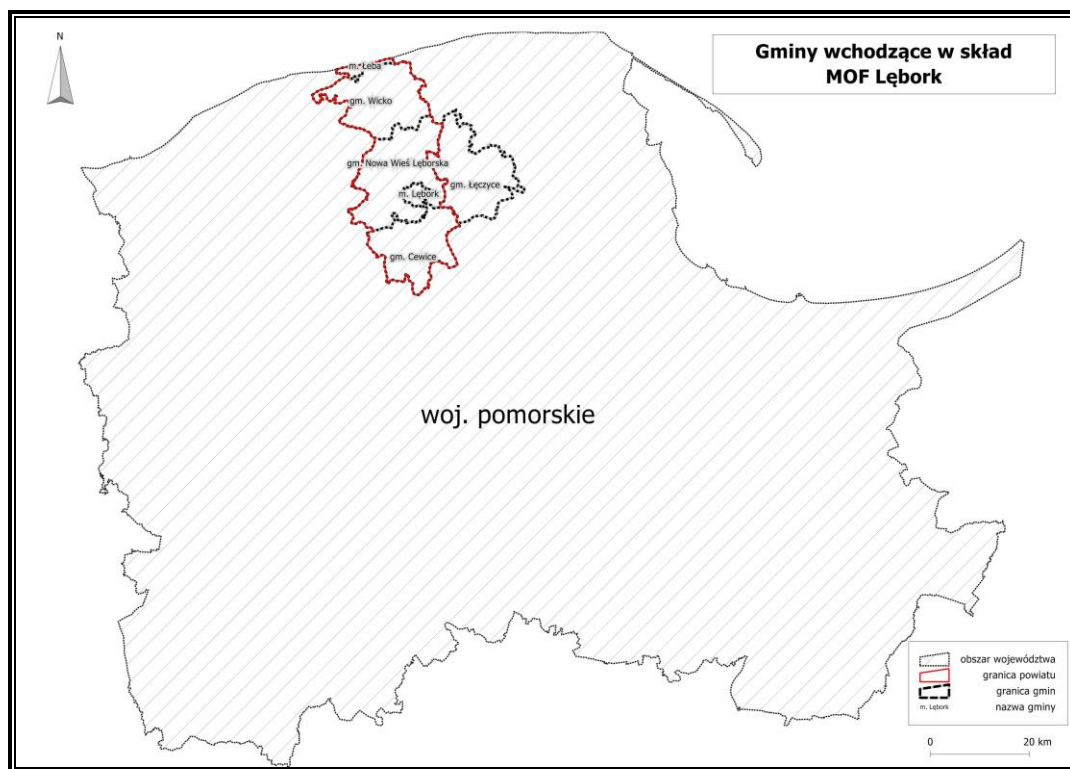 N
Gminy wchodzące w skład
MOF Lębork
m. Łeba
gm. Wicko
gm. Nowa Wieś Lęborska
m. Lębork
gm. Łęczyce
gm. Cewice
woj. pomorskie
obszar województwa
granica powiatu
granica gmin
m. Lębork nazwa gminy
0 20 km